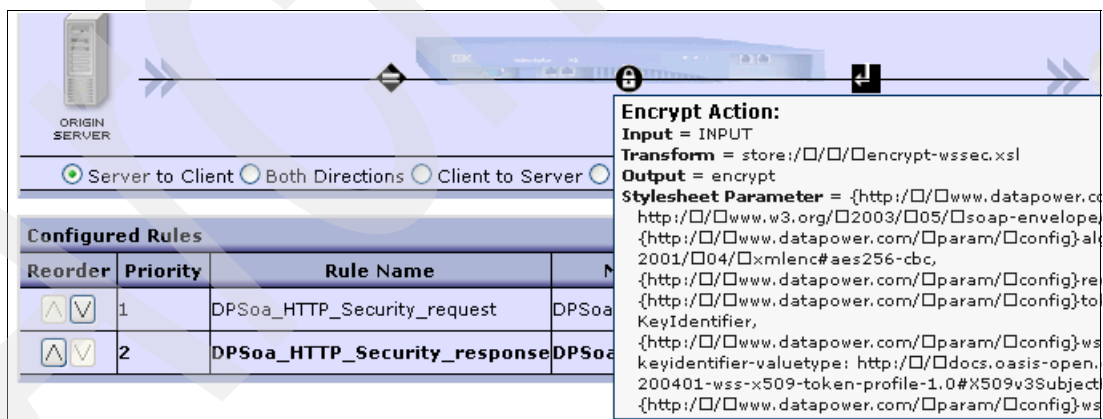 ORIGIN
SERVER
Server to Client Both Directions Client to Server
Configured Rules
Reorder Priority Rule Name
1 DPSoa_HTTP_Security_request DPSoa
2 DPSoa_HTTP_Security_response DPSoa
Encrypt Action:
Input = INPUT
Transform = store:/□/□/□encrypt-wssec.xsl
Output = encrypt
Stylesheet Parameter = {http:/□/□www.datapower.co
http:/□/□www.w3.org/□2003/□05/□soap-envelope/
{http:/□/□www.datapower.com/□param/□config}alg
2001/□04/□xmlenc#aes256-cbc,
{http:/□/□www.datapower.com/□param/□config}re
{http:/□/□www.datapower.com/□param/□config}to
KeyIdentifier,
{http:/□/□www.datapower.com/□param/□config}ws
keyidentifier-valuetype: http:/□/□docs.oasis-open.
200401-wss-x509-token-profile-1.0#X509v3Subject
{http:/□/□www.datapower.com/□param/□config}ws